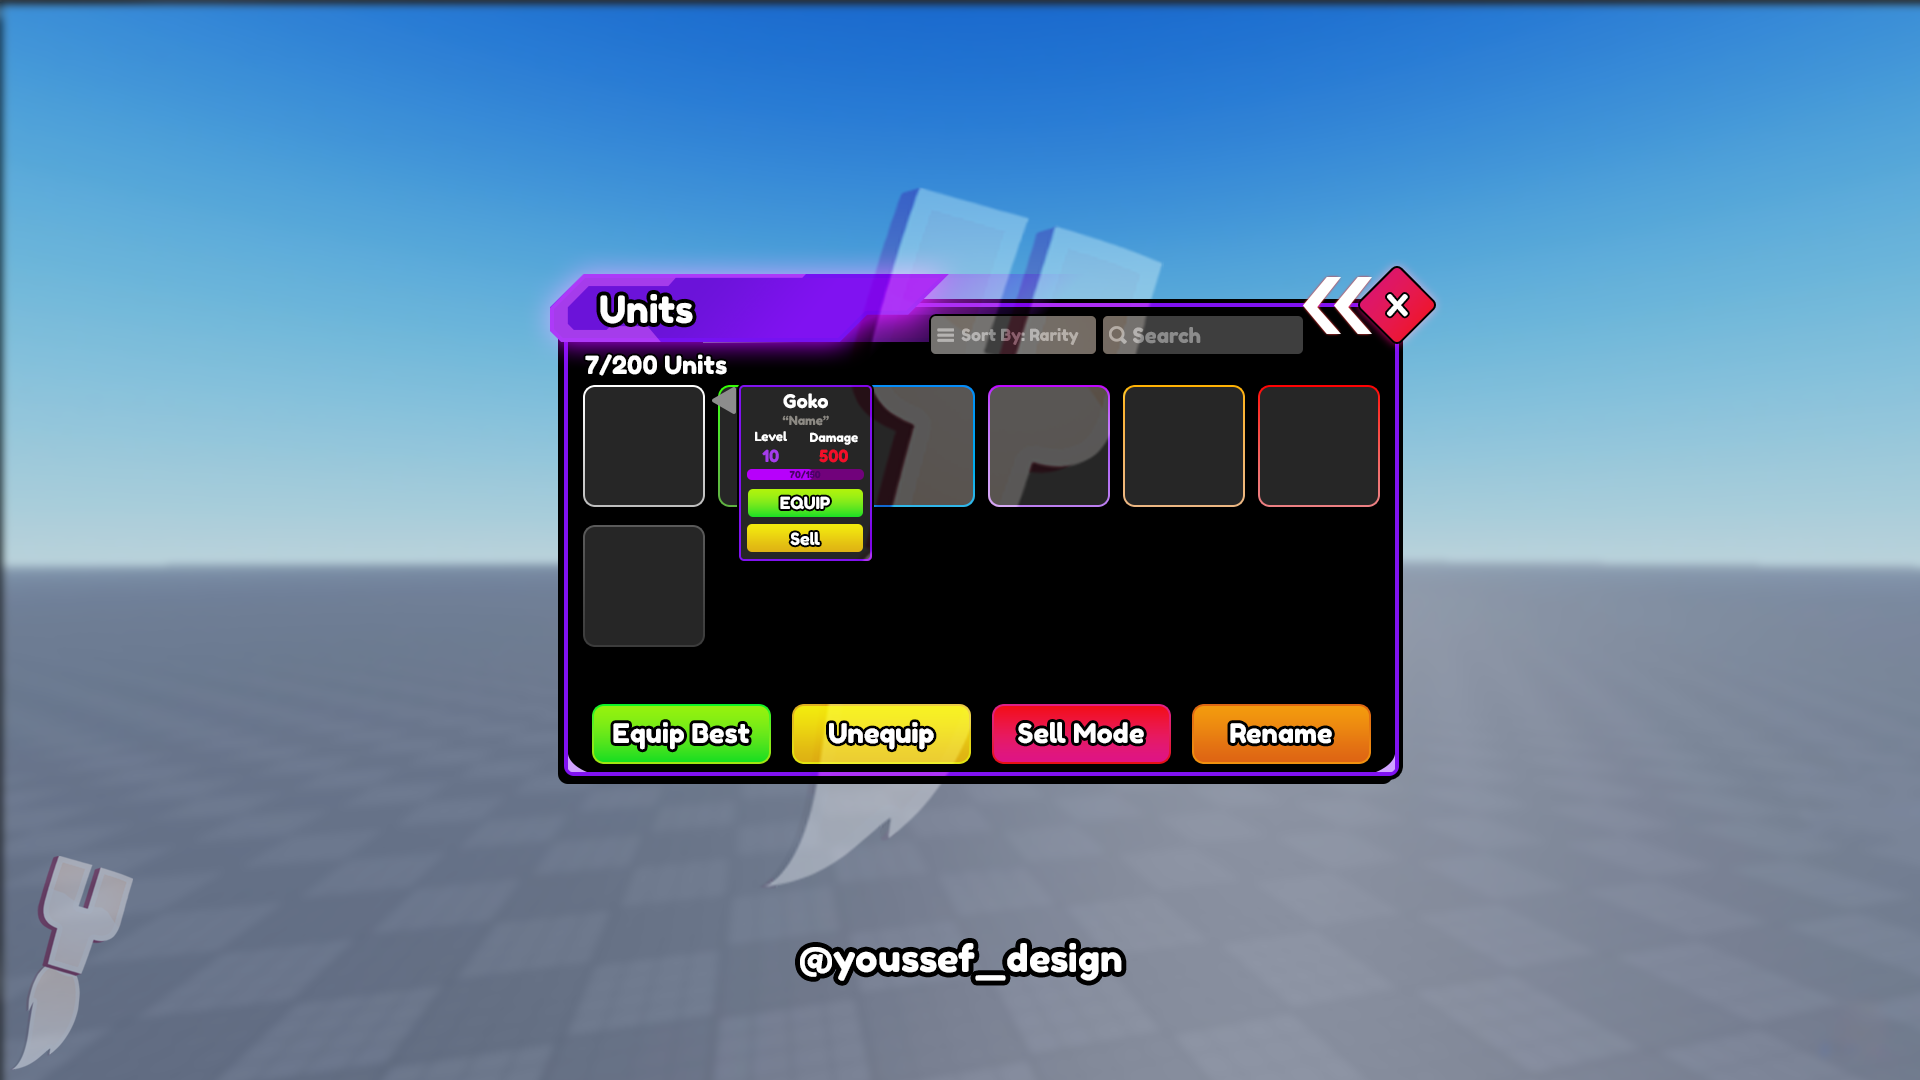 Units
Sort By: Rarity
Search
7/200 Units
Goko
“Name”
Level Damage
10 500
EQUIP
Sell
Equip Best
Unequip
Sell Mode
Rename
@youssef_design